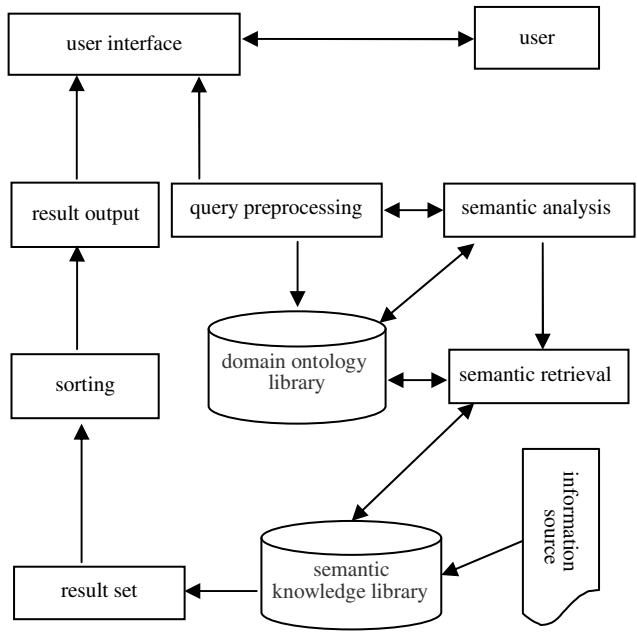 user interface
user
result output
query preprocessing
semantic analysis
domain ontology
library
semantic retrieval
sorting
information
source
semantic
knowledge library
result set